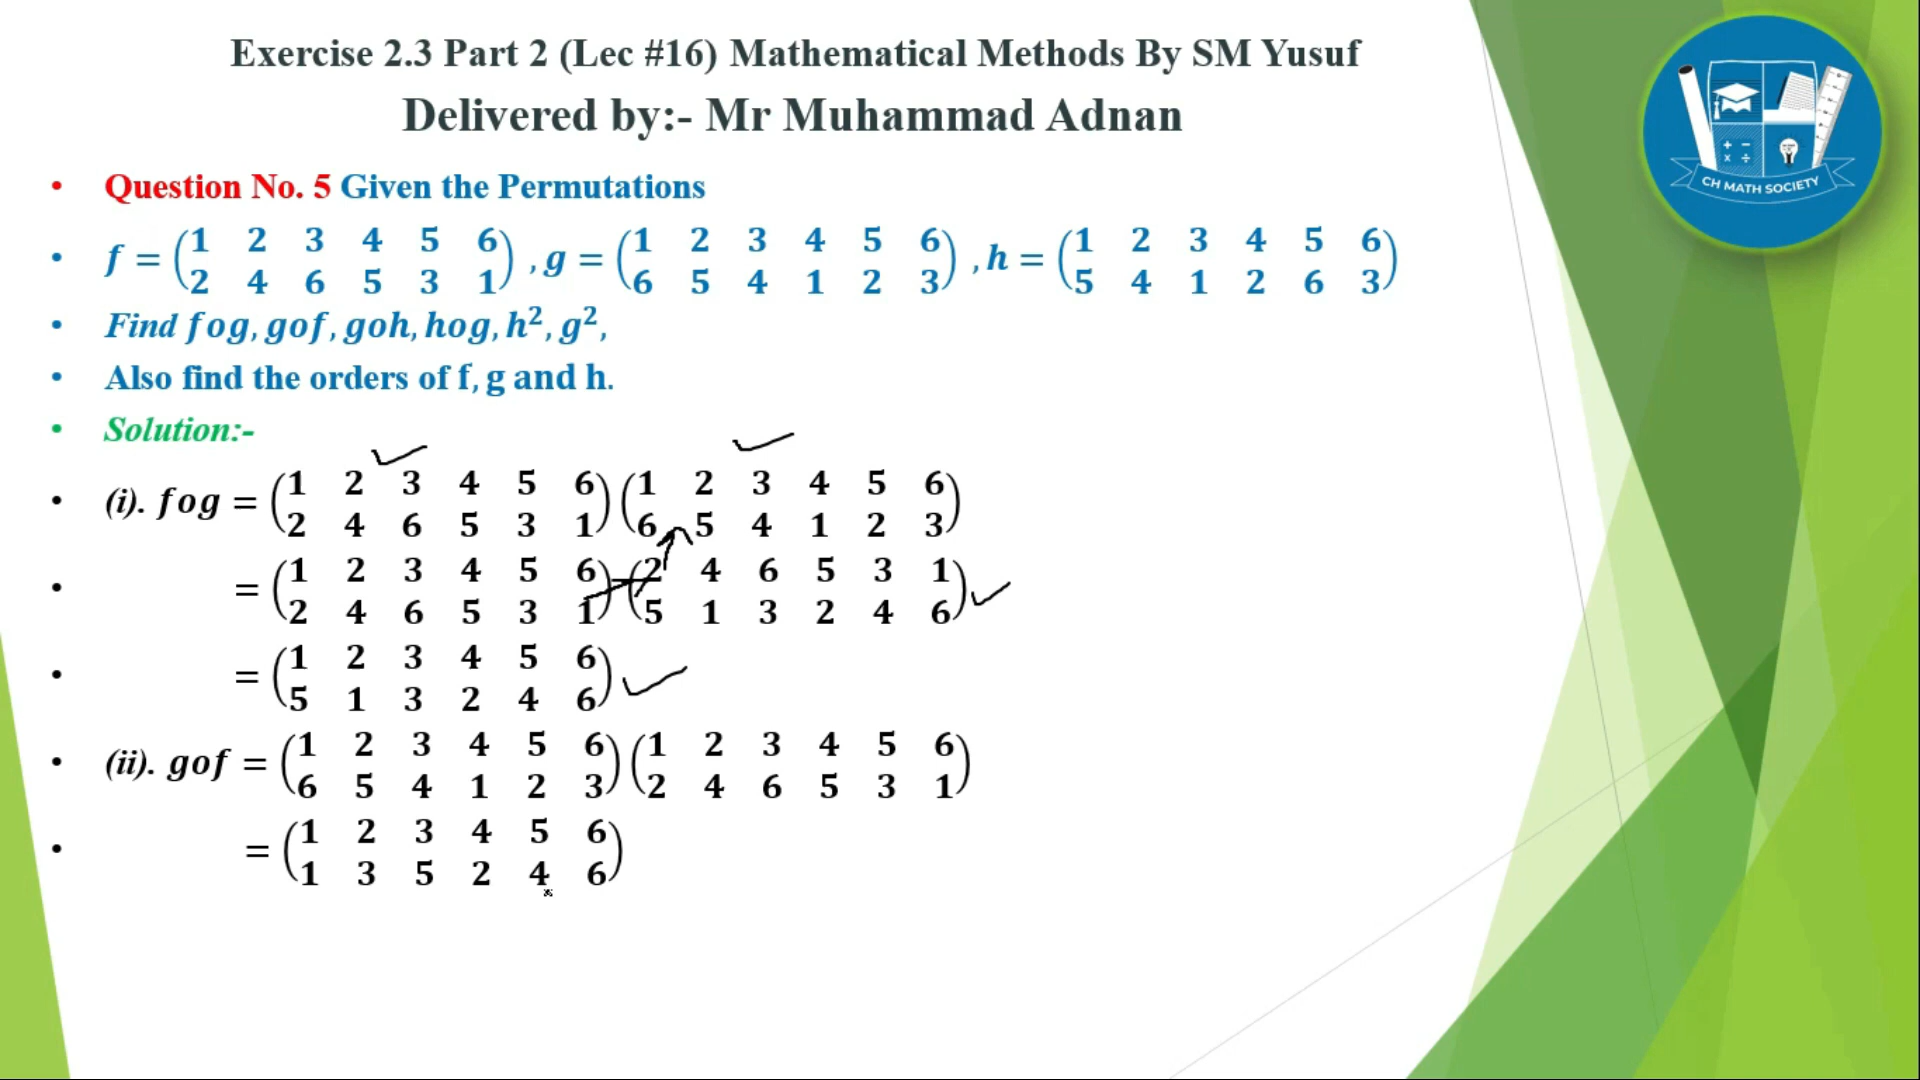 Exercise 2.3 Part 2 (Lec #16) Mathematical Methods By SM Yusuf
Delivered by:- Mr Muhammad Adnan
CH MATH SOCIETY
• Question No. 5 Given the Permutations
• f = (1 2 3 4 5 6 / 2 4 6 5 3 1) , g = (1 2 3 4 5 6 / 6 5 4 1 2 3) , h = (1 2 3 4 5 6 / 5 4 1 2 6 3)
• Find fog, gof, goh, hog, h², g²,
• Also find the orders of f, g and h.
• Solution:-
• (i). fog = (1 2 3 4 5 6 / 2 4 6 5 3 1) (1 2 3 4 5 6 / 6 5 4 1 2 3)
• = (1 2 3 4 5 6 / 2 4 6 5 3 1) (2 4 6 5 3 1 / 5 1 3 2 4 6)
• = (1 2 3 4 5 6 / 5 1 3 2 4 6)
• (ii). gof = (1 2 3 4 5 6 / 6 5 4 1 2 3) (1 2 3 4 5 6 / 2 4 6 5 3 1)
• = (1 2 3 4 5 6 / 1 3 5 2 4 6)